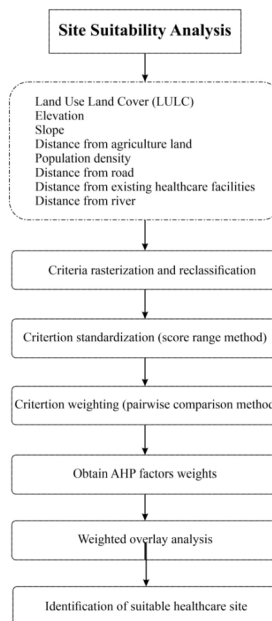 Site Suitability Analysis
Land Use Land Cover (LULC)
Elevation
Slope
Distance from agriculture land
Population density
Distance from road
Distance from existing healthcare facilities
Distance from river
Criteria rasterization and reclassification
Critertion standardization (score range method)
Critertion weighting (pairwise comparison method
Obtain AHP factors weights
Weighted overlay analysis
Identification of suitable healthcare site